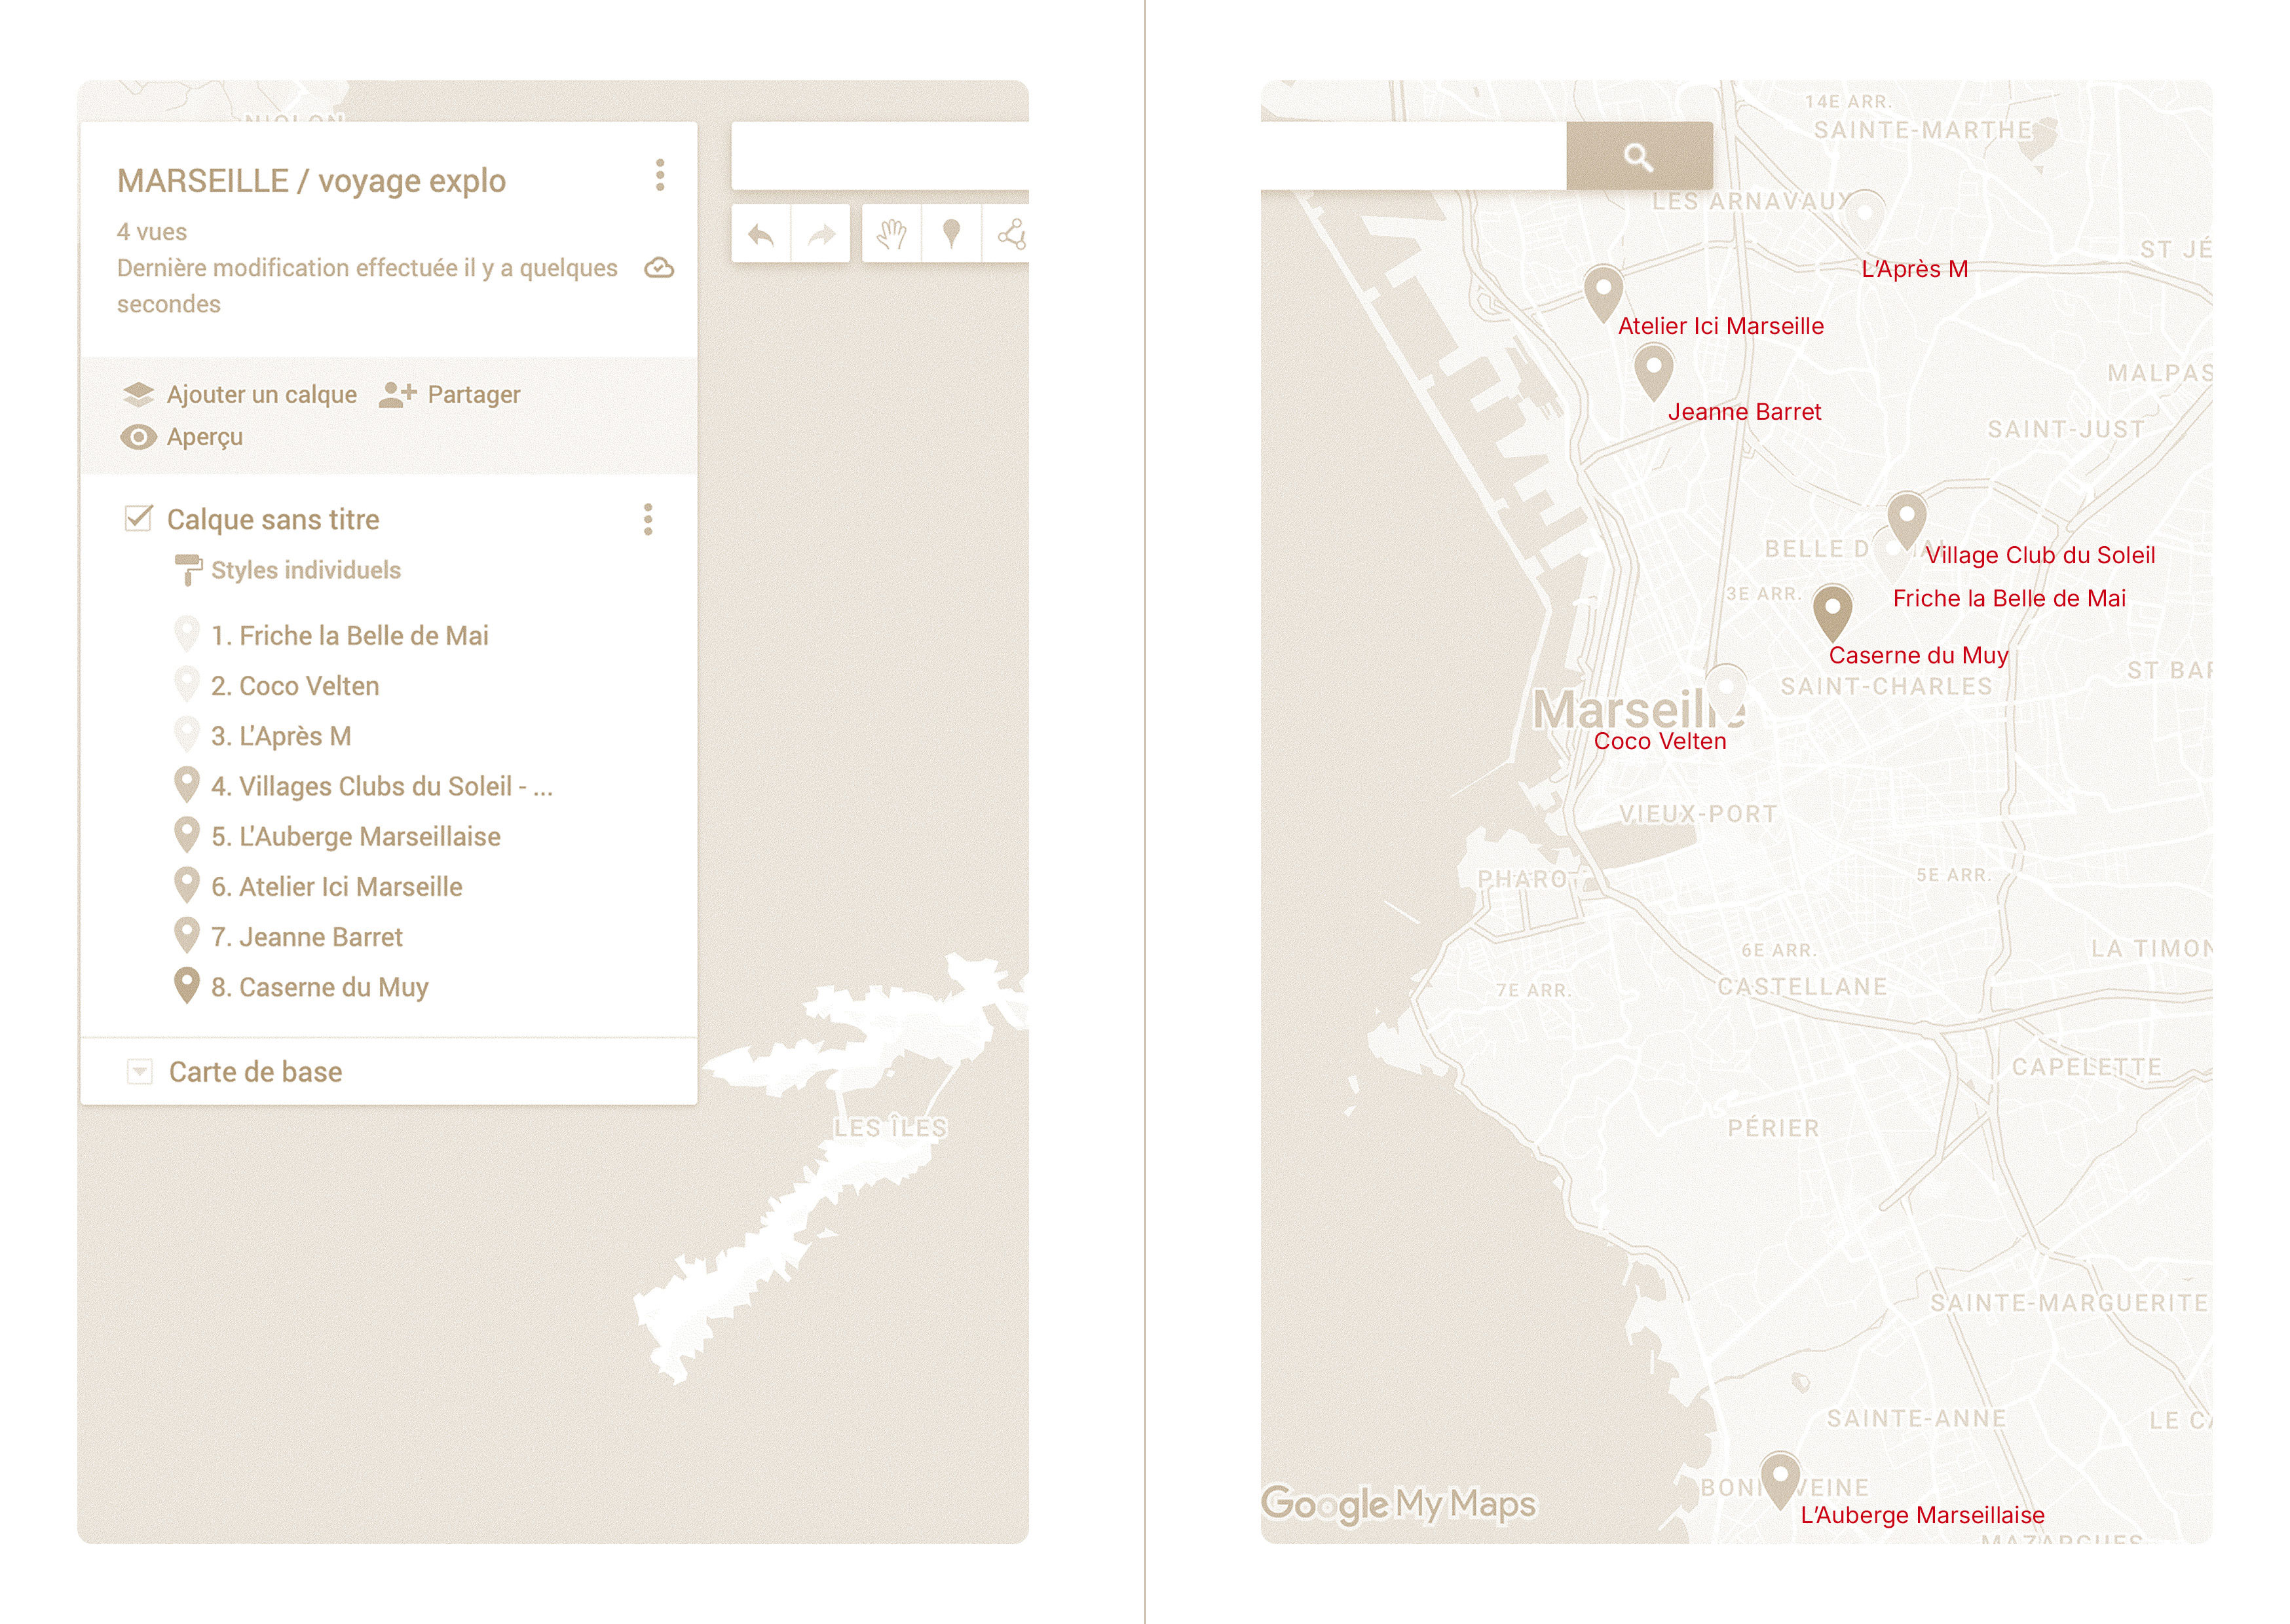 NIOLON
MARSEILLE / voyage explo
4 vues
Dernière modification effectuée il y a quelques
secondes
Ajouter un calque
Partager
Aperçu
Calque sans titre
Styles individuels
1. Friche la Belle de Mai
2. Coco Velten
3. L'Après M
4. Villages Clubs du Soleil - ...
5. L'Auberge Marseillaise
6. Atelier Ici Marseille
7. Jeanne Barret
8. Caserne du Muy
Carte de base
LES ÎLES
14E ARR.
SAINTE-MARTHE
LES ARNAVAUX
ST JÉ
L'Après M
Atelier Ici Marseille
MALPAS
Jeanne Barret
SAINT-JUST
BELLE D
Village Club du Soleil
3E ARR.
Friche la Belle de Mai
Caserne du Muy
ST BAR
SAINT-CHARLES
Marseille
Coco Velten
VIEUX-PORT
PHARO
5E ARR.
6E ARR.
LA TIMON
7E ARR.
CASTELLANE
CAPELETTE
PÉRIER
SAINTE-MARGUERITE
SAINTE-ANNE
LE CA
BONNEVEINE
Google My Maps
L'Auberge Marseillaise
MAZARGUES